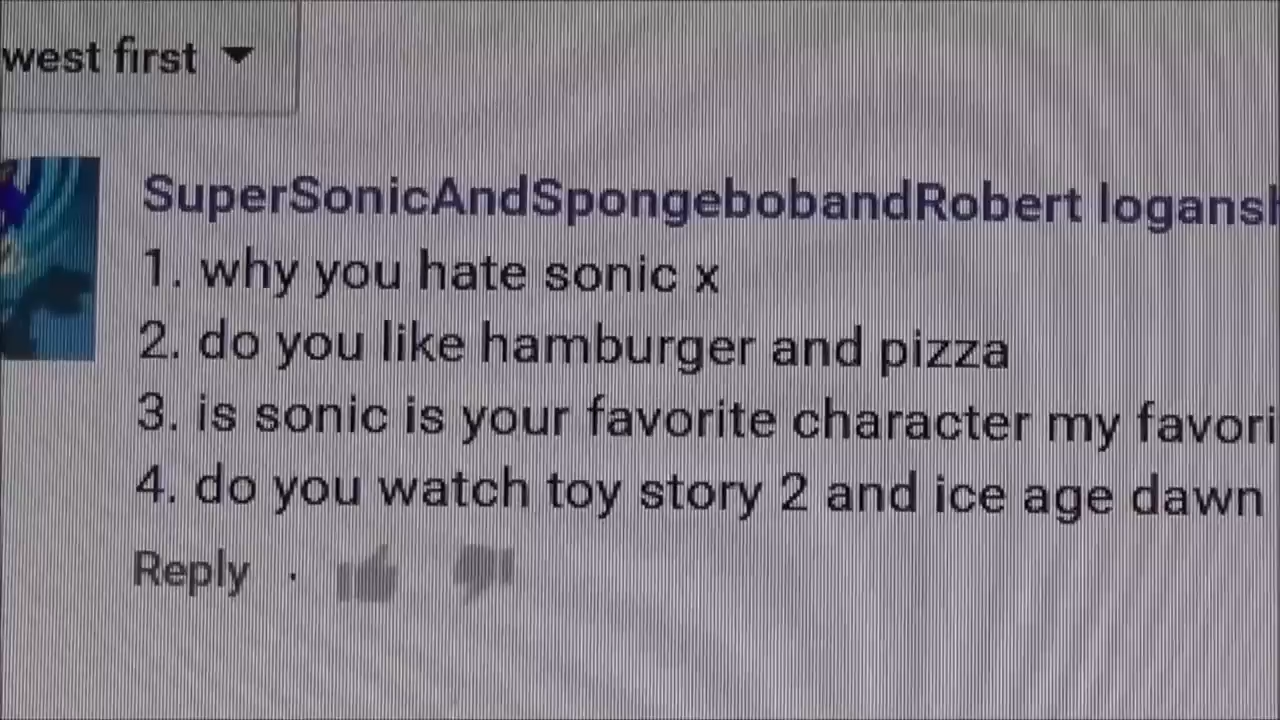 west first
SuperSonicAndSpongebobandRobert logansh
1. why you hate sonic x
2. do you like hamburger and pizza
3. is sonic is your favorite character my favori
4. do you watch toy story 2 and ice age dawn
Reply ·